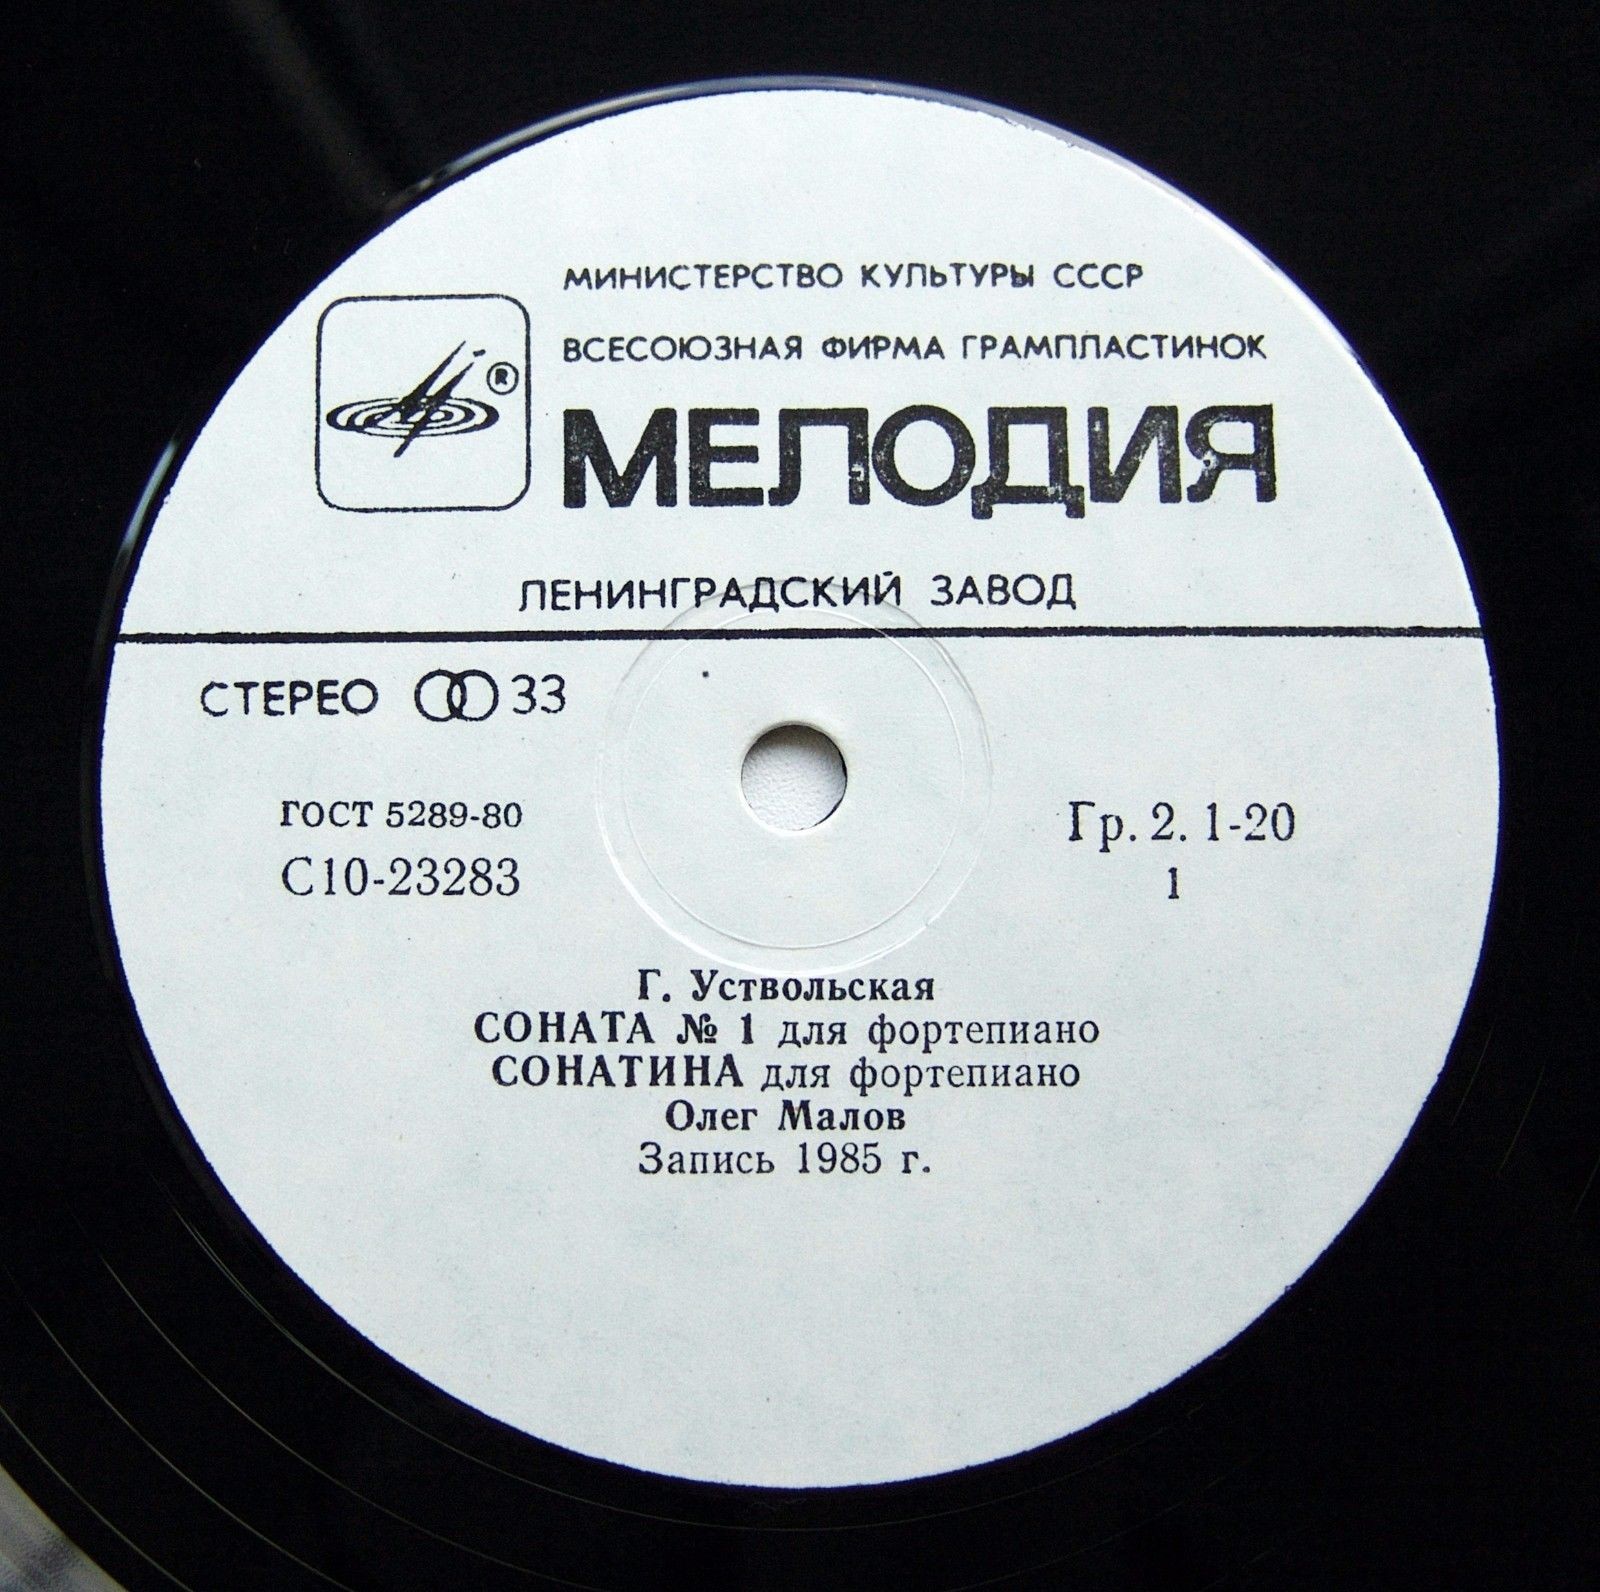 МИНИСТЕРСТВО КУЛЬТУРЫ СССР
ВСЕСОЮЗНАЯ ФИРМА ГРАМПЛАСТИНОК
®
МЕЛОДИЯ
ЛЕНИНГРАДСКИЙ ЗАВОД
СТЕРЕО 33
ГОСТ 5289-80
Гр. 2. 1-20
С10-23283
1
Г. Уствольская
СОНАТА № 1 для фортепиано
СОНАТИНА для фортепиано
Олег Малов
Запись 1985 г.